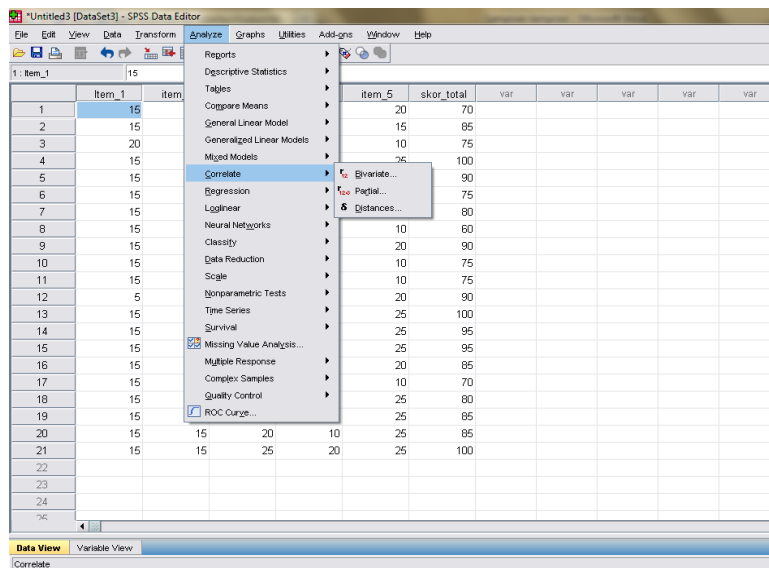 *Untitled3 [DataSet3] - SPSS Data Editor
File Edit View Data Transform Analyze Graphs Utilities Add-ons Window Help
1 : Item_1 15
Item_1 item_ item_5 skor_total var var var var var
1 15 20 70
2 15 15 85
3 20 10 75
4 15 25 100
5 15 90
6 15 75
7 15 80
8 15 10 60
9 15 20 90
10 15 10 75
11 15 10 75
12 5 20 90
13 15 25 100
14 15 25 95
15 15 25 95
16 15 20 85
17 15 10 70
18 15 25 80
19 15 25 85
20 15 15 20 10 25 85
21 15 15 25 20 25 100
22
23
24
25
Reports
Descriptive Statistics
Tables
Compare Means
General Linear Model
Generalized Linear Models
Mixed Models
Correlate
Regression
Loglinear
Neural Networks
Classify
Data Reduction
Scale
Nonparametric Tests
Time Series
Survival
Missing Value Analysis...
Multiple Response
Complex Samples
Quality Control
ROC Curve...
Bivariate...
Partial...
Distances...
Data View Variable View
Correlate